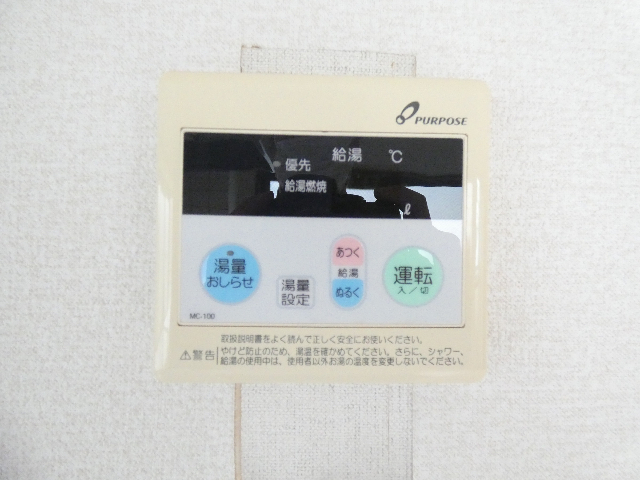 PURPOSE
給湯 ℃
優先
給湯燃焼
ℓ
湯量
おしらせ
湯量
設定
あつく
給湯
ぬるく
運転
入／切
MC-100
取扱説明書をよく読んで正しく安全にお使いください。
⚠警告 やけど防止のため、湯温を確かめてください。さらに、シャワー、
給湯の使用中は、使用者以外お湯の温度を変更しないでください。